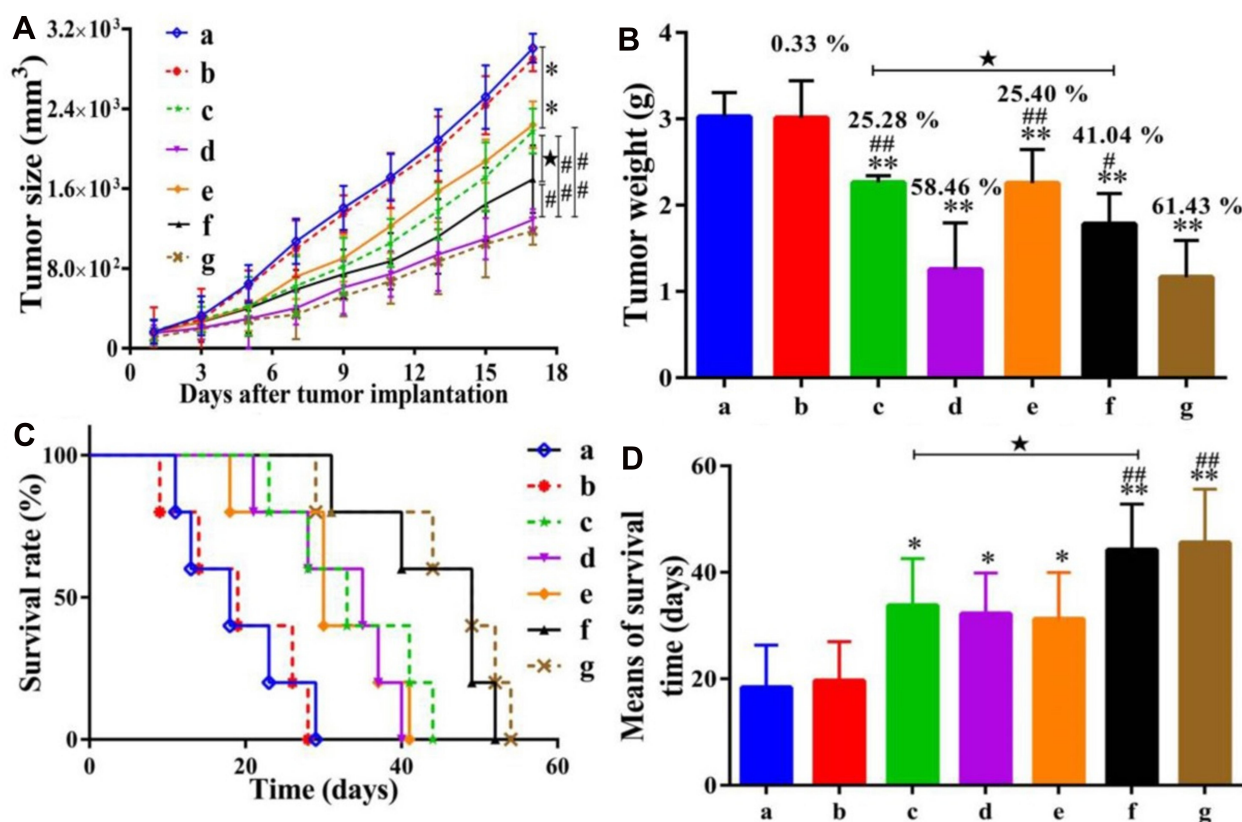 A
Tumor size (mm³)
3.2×10³
2.4×10³
1.6×10³
8.0×10²
0
0 3 6 9 12 15 18
Days after tumor implantation
a
b
c
d
e
f
g
*
*
★
#
#
#
#
#
B
Tumor weight (g)
4
3
2
1
0
0.33 %
★
25.28 %
##
**
58.46 %
**
25.40 %
##
**
41.04 %
#
**
61.43 %
**
a b c d e f g
C
Survival rate (%)
100
50
0
0 20 40 60
Time (days)
a
b
c
d
e
f
g
D
Means of survival
time (days)
60
40
20
0
★
*
*
*
##
**
##
**
a b c d e f g